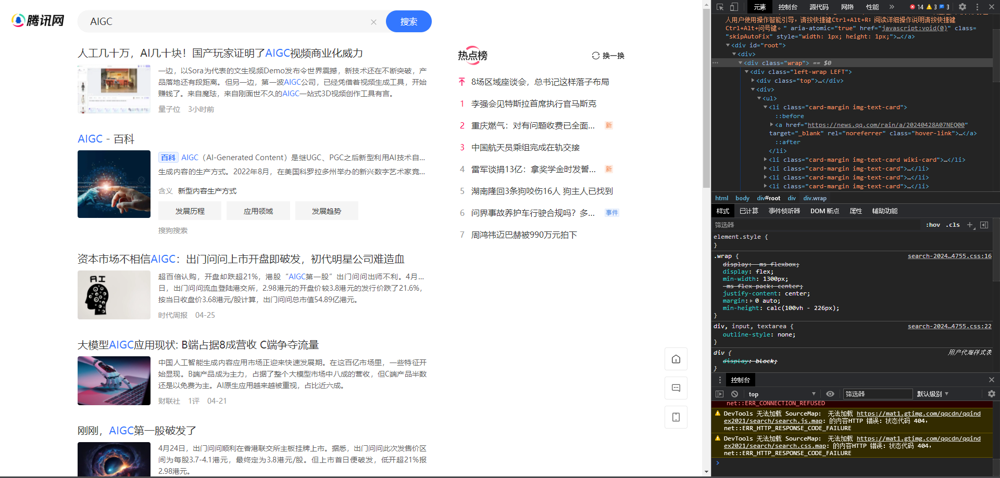 腾讯网
AIGC
搜索
人工几十万，AI几十块！国产玩家证明了AIGC视频商业化威力
一边，以Sora为代表的文生视频Demo发布令世界震撼，新技术还在不断突破，产
品落地还有段距离。但另一边，第一波AIGC公司，已经凭借着视频生成工具，开始
赚钱了。来自魔珐，来自刚面世不久的AIGC一站式3D视频创作工具有言。
量子位 3小时前
AIGC - 百科
百科 AIGC（AI-Generated Content）是继UGC、PGC之后新型利用AI技术自...
生成内容的生产方式。2022年8月，在美国科罗拉多州举办的新兴数字艺术家竞...
含义 新型内容生产方式
发展历程 应用领域 发展趋势
搜狗搜索
资本市场不相信AIGC：出门问问上市开盘即破发，初代明星公司难造血
超百倍认购，开盘却跌超21%，港股“AIGC第一股”出门问问出师不利。4月...
日，出门问问流血登陆港交所，2.98港元的开盘价较3.8港元的发行价跌了21.6%，
按当日收盘价3.68港元/股计算，出门问问总市值54.89亿港元。
时代周报 04-25
大模型AIGC应用现状: B端占据8成营收 C端争夺流量
中国人工智能生成内容应用市场正迎来快速发展期。在这百亿市场里，一些特征开
始显现。B端产品成为主力，占据了整个大模型市场中八成的营收，但C端产品半数
还是以免费为主。AI原生应用越来越被重视，占比近六成。
财联社 1评 04-21
刚刚，AIGC第一股破发了
4月24日，出门问问顺利在香港联交所主板挂牌上市。据悉，出门问问此次发售价区
间为每股3.7-4.1港元，最终定为3.8港元/股。但上市首日便破发，低开超21%报
2.98港元。
AI
热点榜 换一换
8场区域座谈会，总书记这样落子布局
1 李强会见特斯拉首席执行官马斯克
2 重庆燃气：对有问题收费已全面... 新
3 中国航天员乘组完成在轨交接
4 雷军谈捐13亿：拿奖学金时发誓... 新
5 湖南隆回3条狗咬伤16人 狗主人已找到
6 问界事故养护车行驶合规吗？多... 事件
7 周鸿祎迈巴赫被990万元拍下
元素 控制台 源代码 网络 性能 » 14 3 3
人用户使用操作智能引导，请按快捷键Ctrl+Alt+R；阅读详细操作说明请按快捷键
Ctrl+Alt+问号键。" aria-atomic="true" href="javascript:void(0)" class=
"skipAutoFix" style="width: 1px; height: 1px;">…</a>
<div id="root">
<div>
<div class="wrap"> == $0
<div class="left-wrap LEFT">
<div class="top">…</div>
<div>
<ul>
<li class="card-margin img-text-card">
::before
<a href="https://news.qq.com/rain/a/20240428A07NEQ00"
target="_blank" rel="noreferrer" class="hover-link">…</a>
::after
</li>
<li class="card-margin img-text-card wiki-card">…</li>
<li class="card-margin img-text-card">…</li>
<li class="card-margin img-text-card">…</li>
<li class="card-margin img-text-card">…</li>
html body div#root div div.wrap
样式 已计算 事件侦听器 DOM 断点 属性 辅助功能
筛选器 :hov .cls
element.style {
}
.wrap { search-2024…4755.css:16
display: -ms-flexbox;
display: flex;
min-width: 1300px;
-ms-flex-pack: center;
justify-content: center;
margin: 0 auto;
min-height: calc(100vh - 226px);
}
div, input, textarea { search-2024…4755.css:22
outline-style: none;
}
div { 用户代理样式表
display: block;
}
控制台
top 筛选器 默认级别
net::ERR_CONNECTION_REFUSED
DevTools 无法加载 SourceMap: 无法加载 https://mat1.gtimg.com/qqcdn/qqind
ex2021/search/search.js.map: 的内容HTTP 错误: 状态代码 404,
net::ERR_HTTP_RESPONSE_CODE_FAILURE
DevTools 无法加载 SourceMap: 无法加载 https://mat1.gtimg.com/qqcdn/qqind
ex2021/search/search.css.map: 的内容HTTP 错误: 状态代码 404,
net::ERR_HTTP_RESPONSE_CODE_FAILURE